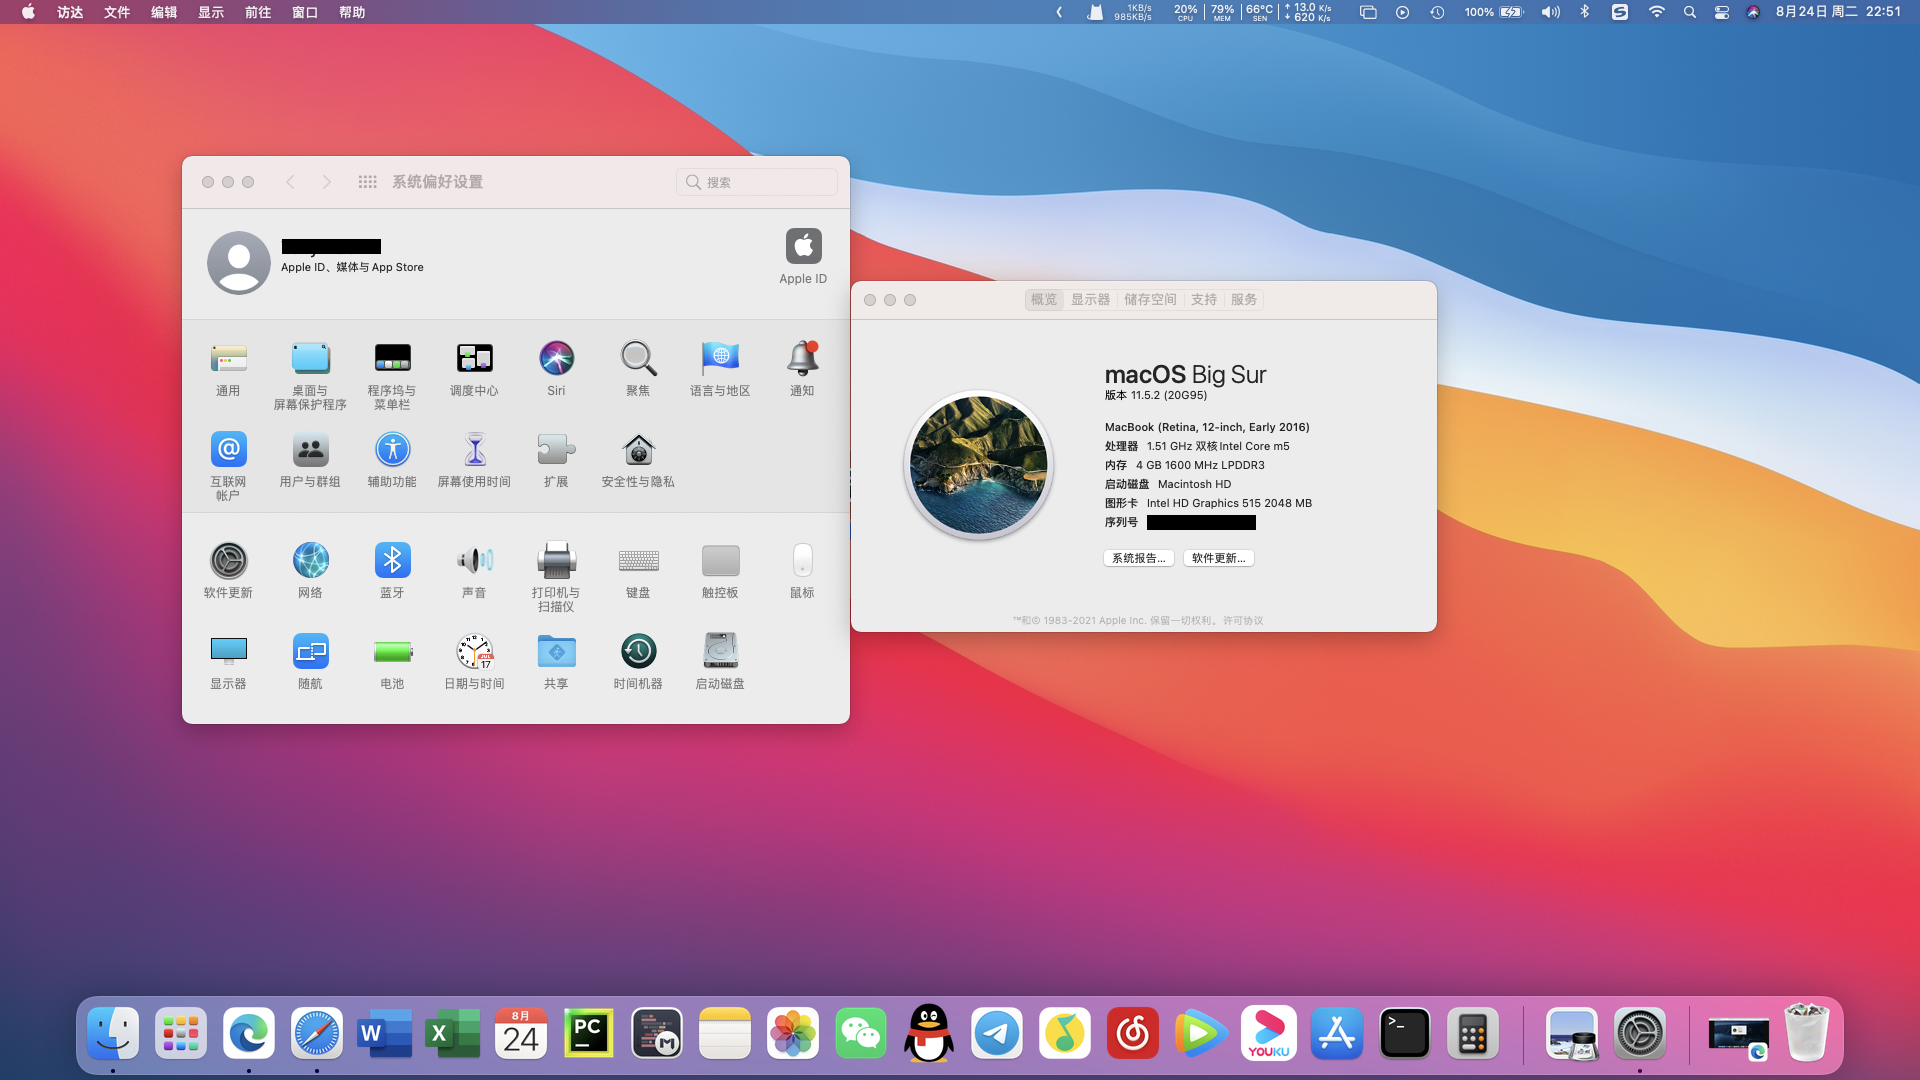 访达 文件 编辑 显示 前往 窗口 帮助
1KB/s
985KB/s
20%
CPU
79%
MEM
66°C
SEN
↑ 13.0 K/s
↓ 620 K/s
100%
8月24日 周二 22:51
系统偏好设置
搜索
Apple ID、媒体与 App Store
Apple ID
通用
桌面与
屏幕保护程序
程序坞与
菜单栏
调度中心
Siri
聚焦
语言与地区
通知
互联网
帐户
用户与群组
辅助功能
屏幕使用时间
扩展
安全性与隐私
软件更新
网络
蓝牙
声音
打印机与
扫描仪
键盘
触控板
鼠标
显示器
随航
电池
日期与时间
共享
时间机器
启动磁盘
JUL
17
概览 显示器 储存空间 支持 服务
macOS Big Sur
版本 11.5.2 (20G95)
MacBook (Retina, 12-inch, Early 2016)
处理器 1.51 GHz 双核Intel Core m5
内存 4 GB 1600 MHz LPDDR3
启动磁盘 Macintosh HD
图形卡 Intel HD Graphics 515 2048 MB
序列号
系统报告... 软件更新...
™和© 1983-2021 Apple Inc. 保留一切权利。许可协议
W
X
8月
24
PC
M
YOUKU
>_